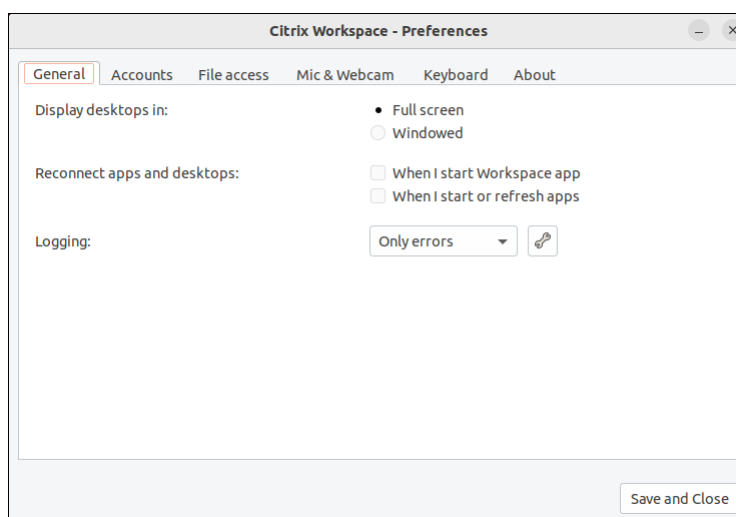 Citrix Workspace - Preferences
General Accounts File access Mic & Webcam Keyboard About
Display desktops in: Full screen
Windowed
Reconnect apps and desktops: When I start Workspace app
When I start or refresh apps
Logging: Only errors
Save and Close